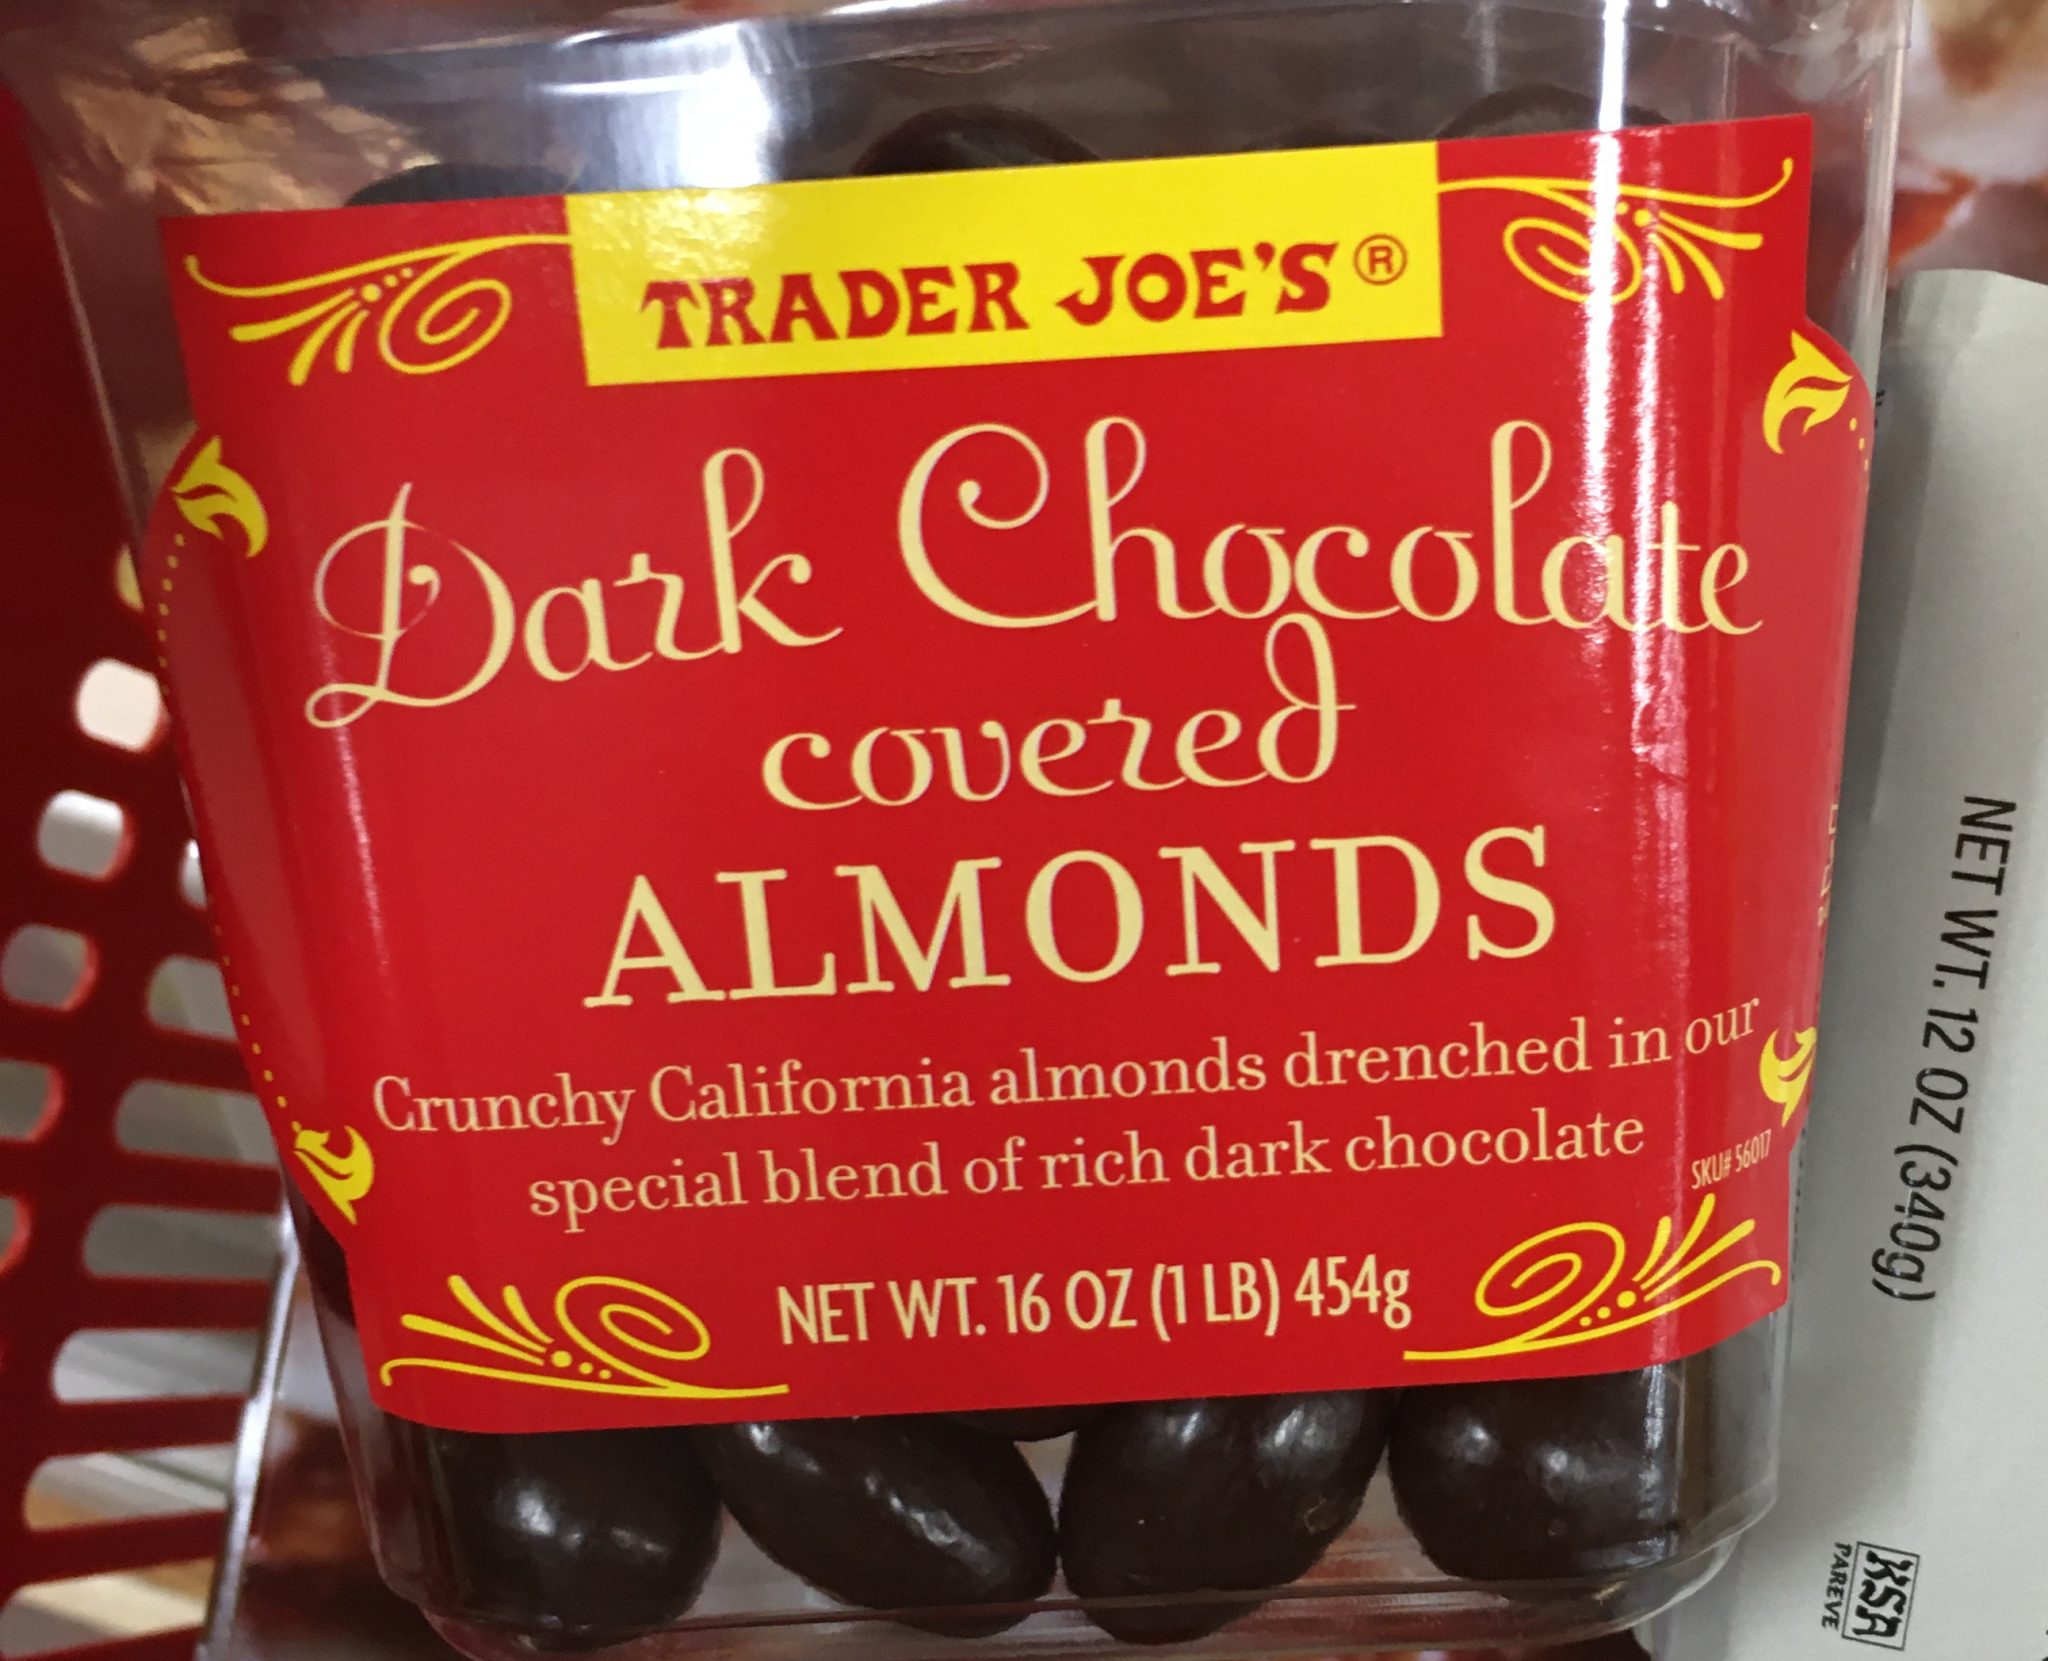 TRADER JOE'S®
Dark Chocolate
covered
ALMONDS
Crunchy California almonds drenched in our
special blend of rich dark chocolate
SKU# 56017
NET WT. 16 OZ (1 LB) 454g
NET WT. 12 OZ (340g)
KSA
PAREVE